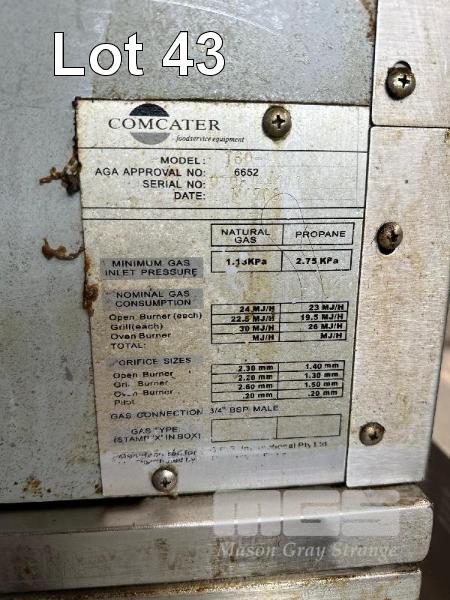 Lot 43
COMCATER
foodservice equipment
MODEL:
AGA APPROVAL NO: 6652
SERIAL NO:
DATE:
NATURAL GAS PROPANE
MINIMUM GAS INLET PRESSURE 1.13KPa 2.75 KPa
NOMINAL GAS CONSUMPTION
Open Burner (each) 24 MJ/H 23 MJ/H
Grill(each) 22.5 MJ/H 19.5 MJ/H
Oven Burner 30 MJ/H 26 MJ/H
TOTAL: MJ/H MJ/H
ORIFICE SIZES
Open Burner 2.30 mm 1.40 mm
Burner 2.20 mm 1.30 mm
Burner 2.60 mm 1.50 mm
Pilot .20 mm .20 mm
GAS CONNECTION 3/4" BSP MALE
GAS TYPE
(STAMP 'X' IN BOX)
Pty Ltd
MGS
Mason Gray Strange